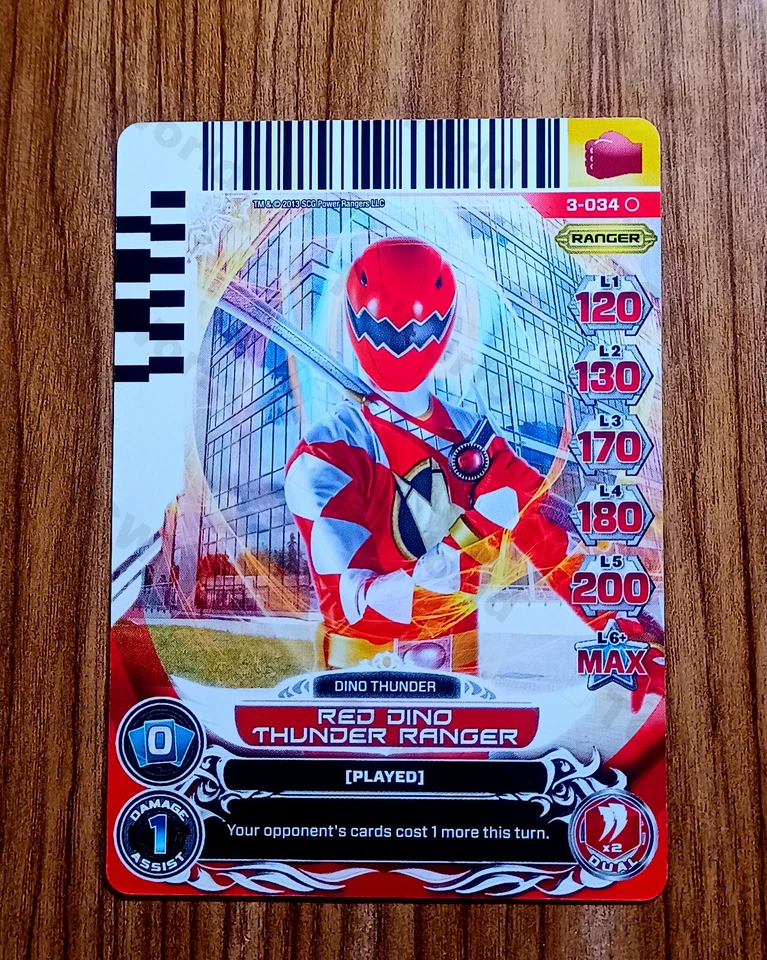 TM & © 2013 SCG Power Rangers LLC
3-034
RANGER
L1
120
L2
130
L3
170
L4
180
L5
200
L6+
MAX
DINO THUNDER
RED DINO
THUNDER RANGER
0
[PLAYED]
DAMAGE
1
ASSIST
Your opponent's cards cost 1 more this turn.
x2
DUAL